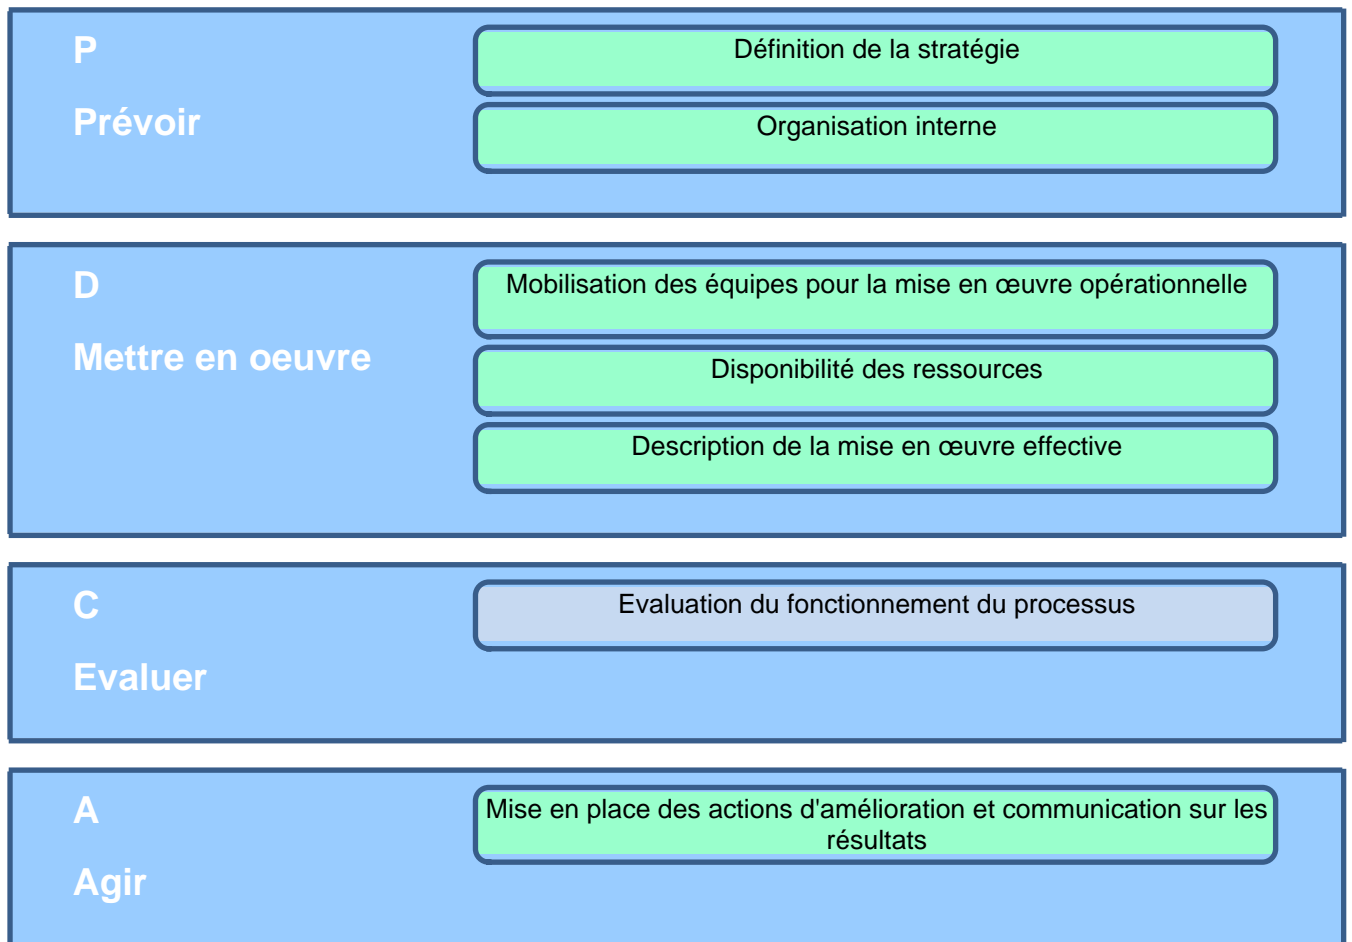 P
Prévoir
Définition de la stratégie
Organisation interne
D
Mettre en oeuvre
Mobilisation des équipes pour la mise en œuvre opérationnelle
Disponibilité des ressources
Description de la mise en œuvre effective
C
Evaluer
Evaluation du fonctionnement du processus
A
Agir
Mise en place des actions d'amélioration et communication sur les
résultats